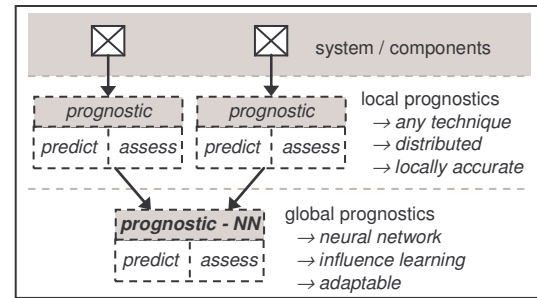 system / components
prognostic prognostic
predict assess predict assess
local prognostics
→ any technique
→ distributed
→ locally accurate
prognostic - NN
predict assess
global prognostics
→ neural network
→ influence learning
→ adaptable